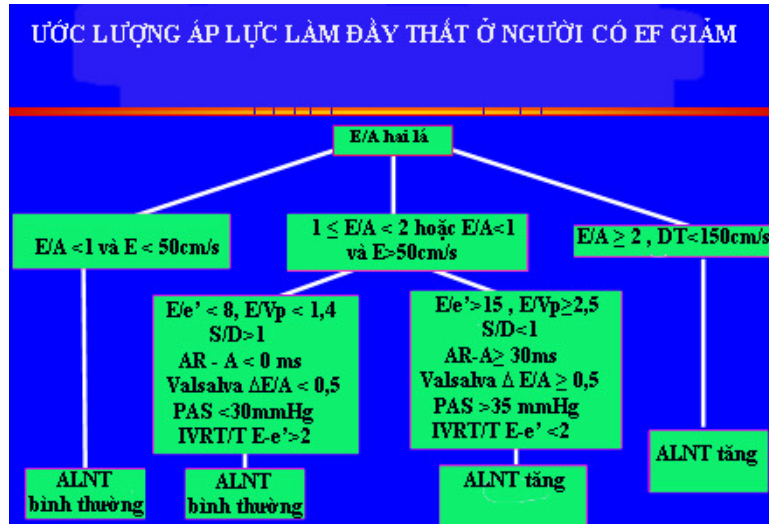 ƯỚC LƯỢNG ÁP LỰC LÀM ĐẦY THẤT Ở NGƯỜI CÓ EF GIẢM
E/A hai lá
E/A <1 và E < 50cm/s
1 ≤ E/A < 2 hoặc E/A<1
và E>50cm/s
E/A ≥ 2 , DT<150cm/s
E/e’ < 8, E/Vp < 1,4
S/D>1
AR - A < 0 ms
Valsalva ΔE/A < 0,5
PAS <30mmHg
IVRT/T E-e’>2
E/e’>15 , E/Vp≥2,5
S/D<1
AR-A≥ 30ms
Valsalva Δ E/A ≥ 0,5
PAS >35 mmHg
IVRT/T E-e’ <2
ALNT
bình thường
ALNT
bình thường
ALNT tăng
ALNT tăng